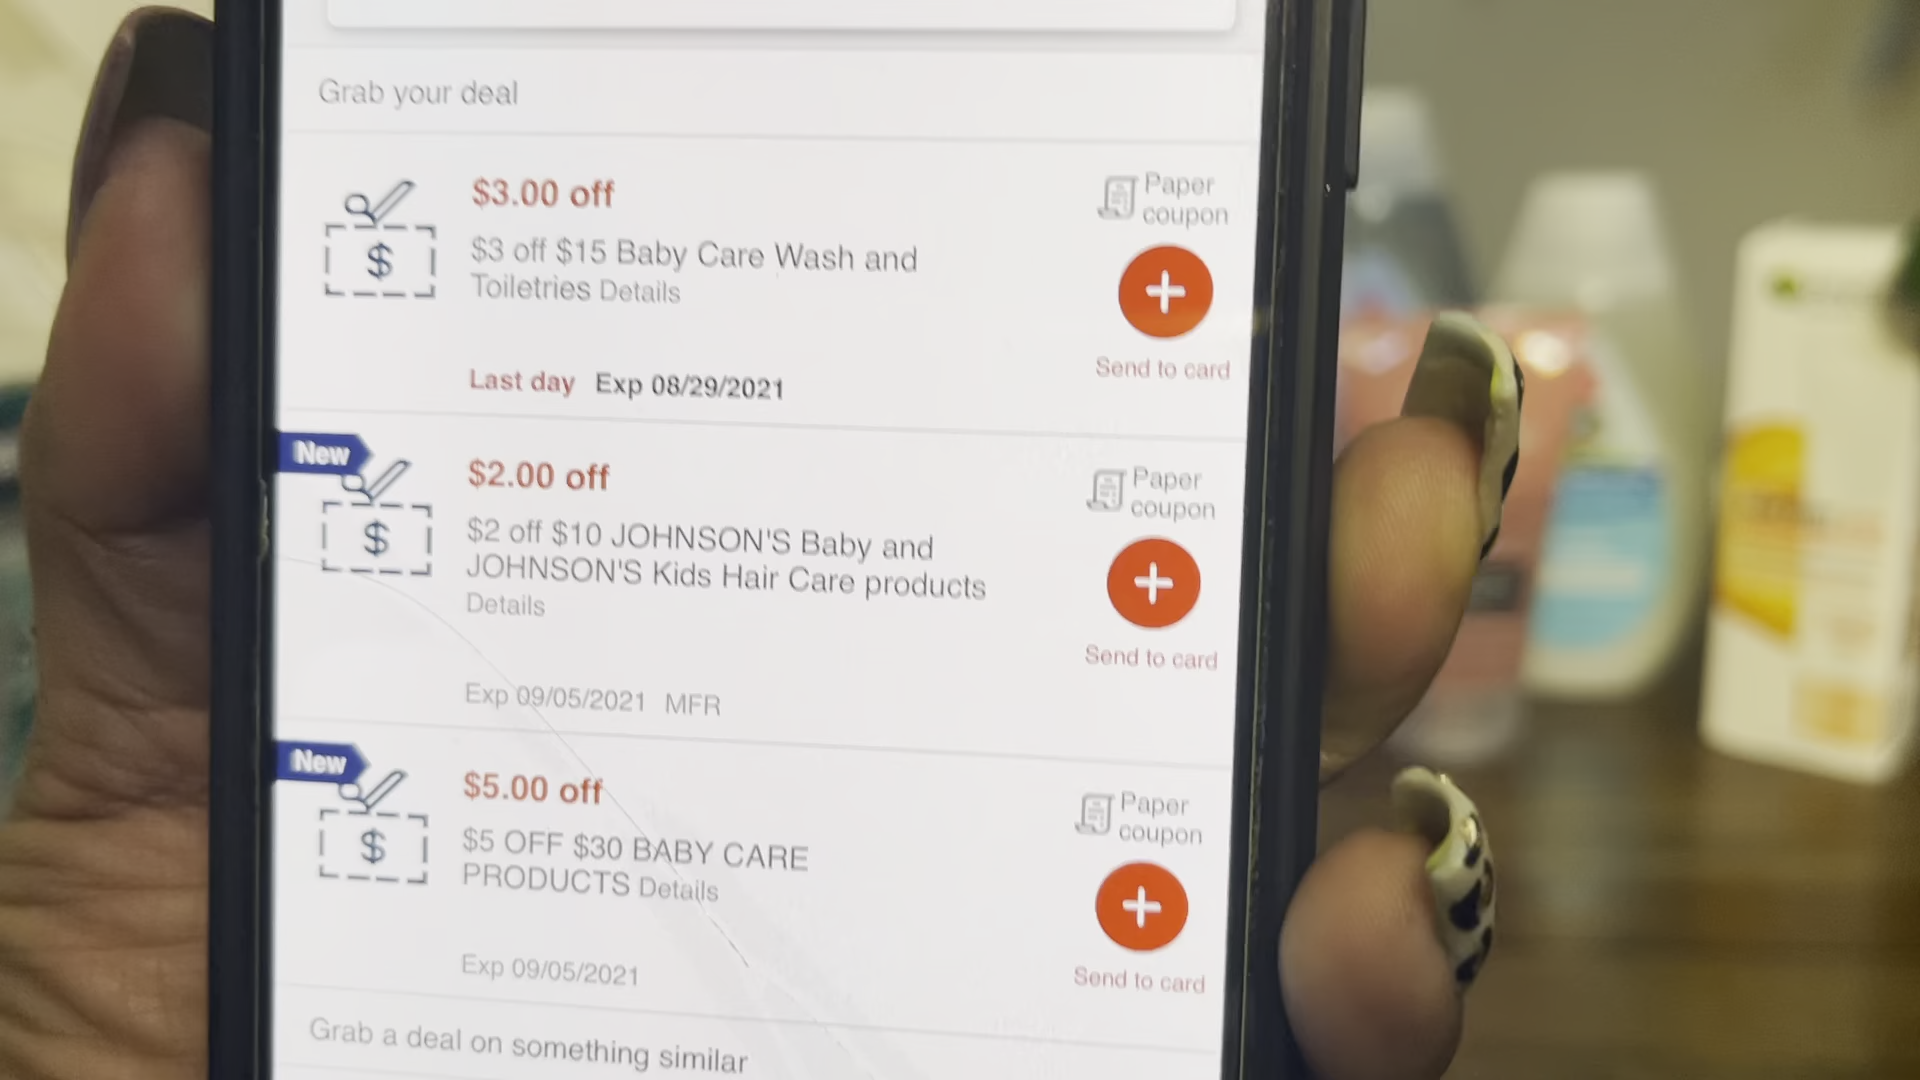 Grab your deal
$3.00 off
Paper
coupon
$
$3 off $15 Baby Care Wash and
Toiletries Details
Send to card
Last day Exp 08/29/2021
New
$2.00 off
Paper
coupon
$
$2 off $10 JOHNSON'S Baby and
JOHNSON'S Kids Hair Care products
Details
Send to card
Exp 09/05/2021 MFR
New
$5.00 off
Paper
coupon
$
$5 OFF $30 BABY CARE
PRODUCTS Details
Send to card
Exp 09/05/2021
Grab a deal on something similar